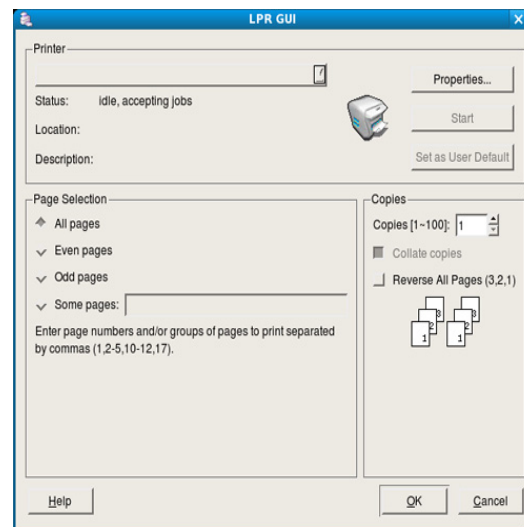 LPR GUI
Printer
Properties...
Status: idle, accepting jobs
Start
Location:
Description:
Set as User Default
Page Selection
All pages
Even pages
Odd pages
Some pages:
Enter page numbers and/or groups of pages to print separated
by commas (1,2-5,10-12,17).
Copies
Copies [1~100]: 1
Collate copies
Reverse All Pages (3,2,1)
3 3
2 2
1 1
Help
OK
Cancel